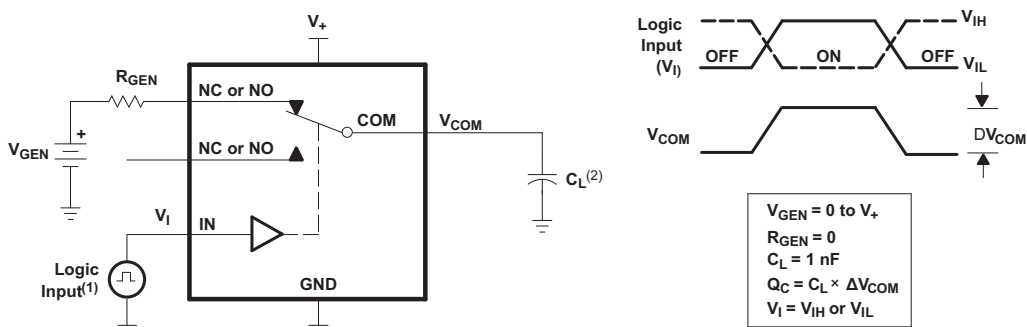 V+
RGEN
NC or NO
COM
VCOM
VGEN
+
NC or NO
CL(2)
VI
IN
Logic
Input(1)
GND
Logic
Input
(VI)
VIH
OFF
ON
OFF
VIL
VCOM
DVCOM
VGEN = 0 to V+
RGEN = 0
CL = 1 nF
QC = CL × ΔVCOM
VI = VIH or VIL